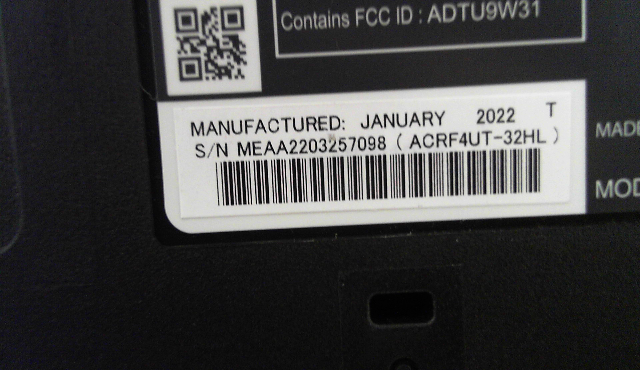 Contains FCC ID : ADTU9W31
MANUFACTURED: JANUARY 2022 T
S/N MEAA2203257098 ( ACRF4UT-32HL )
MADE
MOD